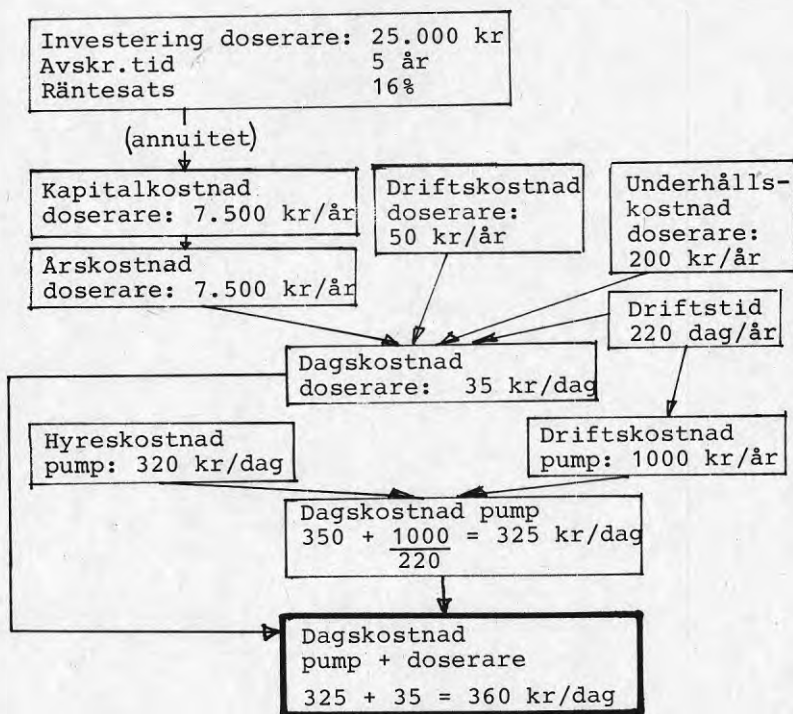 Investering doserare: 25.000 kr
Avskr.tid 5 år
Räntesats 16%
(annuitet)
Kapitalkostnad
doserare: 7.500 kr/år
Driftskostnad
doserare:
50 kr/år
Underhålls-
kostnad
doserare:
200 kr/år
Årskostnad
doserare: 7.500 kr/år
Driftstid
220 dag/år
Dagskostnad
doserare: 35 kr/dag
Hyreskostnad
pump: 320 kr/dag
Driftskostnad
pump: 1000 kr/år
Dagskostnad pump
350 + 1000 = 325 kr/dag
220
Dagskostnad
pump + doserare
325 + 35 = 360 kr/dag